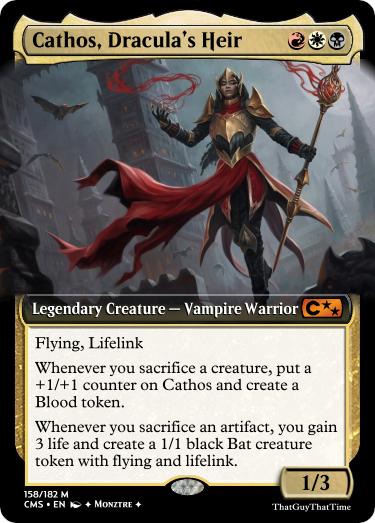 Cathos, Dracula's Heir
Legendary Creature — Vampire Warrior
C
Flying, Lifelink
Whenever you sacrifice a creature, put a
+1/+1 counter on Cathos and create a
Blood token.
Whenever you sacrifice an artifact, you gain
3 life and create a 1/1 black Bat creature
token with flying and lifelink.
1/3
158/182 M
CMS • EN ✦ Monztre ✦
ThatGuyThatTime